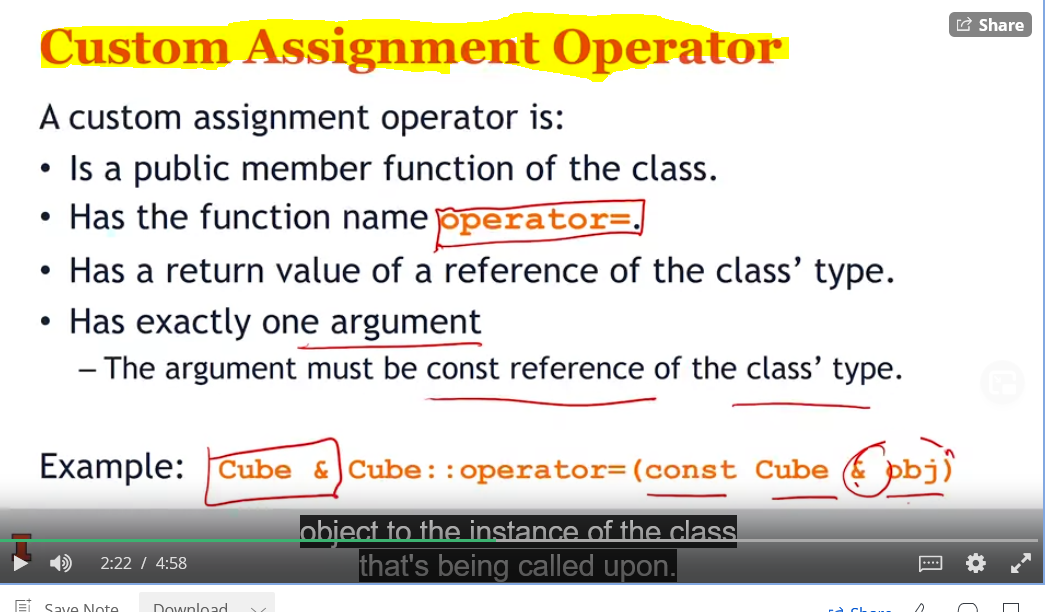 Share
Custom Assignment Operator
A custom assignment operator is:
• Is a public member function of the class.
• Has the function name operator=.
• Has a return value of a reference of the class’ type.
• Has exactly one argument
– The argument must be const reference of the class’ type.
Example: Cube & Cube::operator=(const Cube & obj)
object to the instance of the class
that's being called upon.
2:22 / 4:58
Save Note Download Share